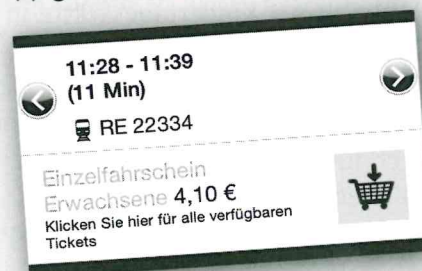 11:28 - 11:39
(11 Min)
RE 22334
Einzelfahrschein
Erwachsene 4,10 €
Klicken Sie hier für alle verfügbaren
Tickets